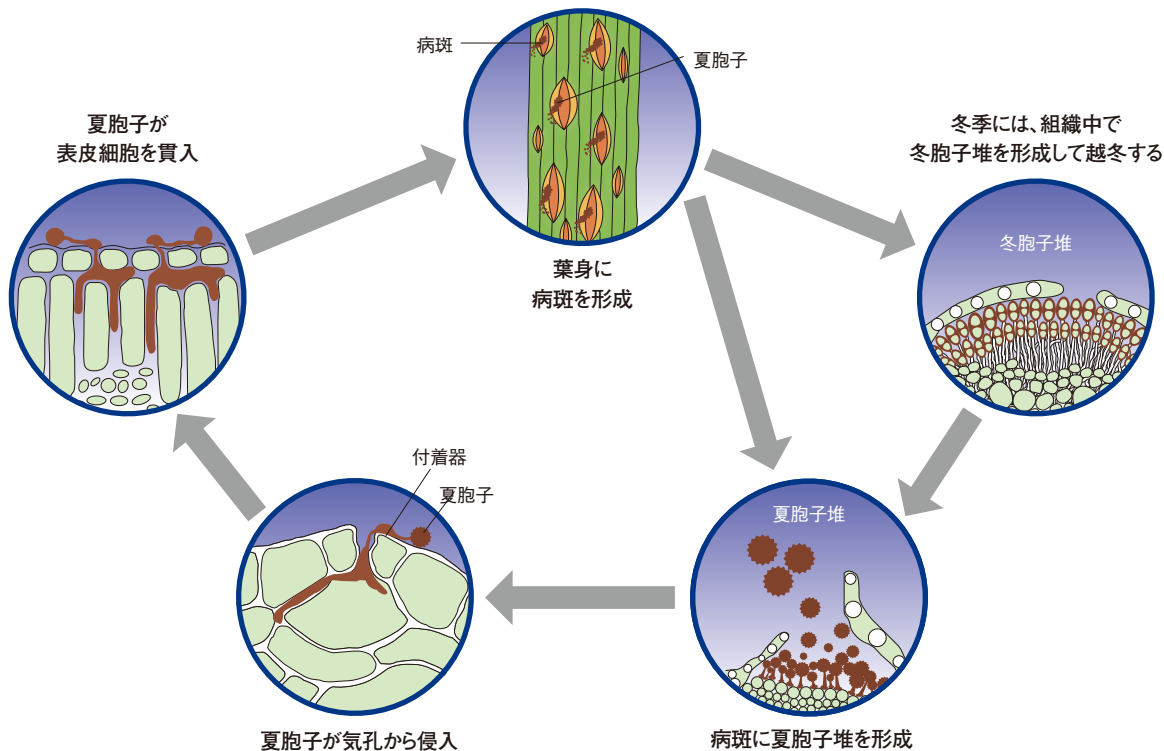 病斑
夏胞子
夏胞子が
表皮細胞を貫入
冬季には、組織中で
冬胞子堆を形成して越冬する
冬胞子堆
葉身に
病斑を形成
付着器
夏胞子
夏胞子堆
夏胞子が気孔から侵入
病斑に夏胞子堆を形成